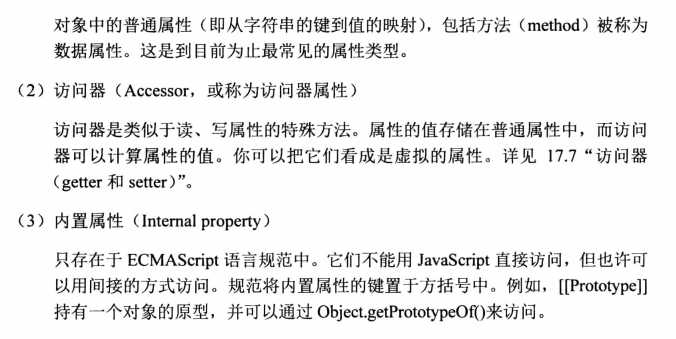 对象中的普通属性（即从字符串的键到值的映射），包括方法（method）被称为
数据属性。这是到目前为止最常见的属性类型。
（2）访问器（Accessor，或称为访问器属性）
访问器是类似于读、写属性的特殊方法。属性的值存储在普通属性中，而访问
器可以计算属性的值。你可以把它们看成是虚拟的属性。详见 17.7“访问器
（getter 和 setter）”。
（3）内置属性（Internal property）
只存在于 ECMAScript 语言规范中。它们不能用 JavaScript 直接访问，但也许可
以用间接的方式访问。规范将内置属性的键置于方括号中。例如，[[Prototype]]
持有一个对象的原型，并可以通过 Object.getPrototypeOf()来访问。